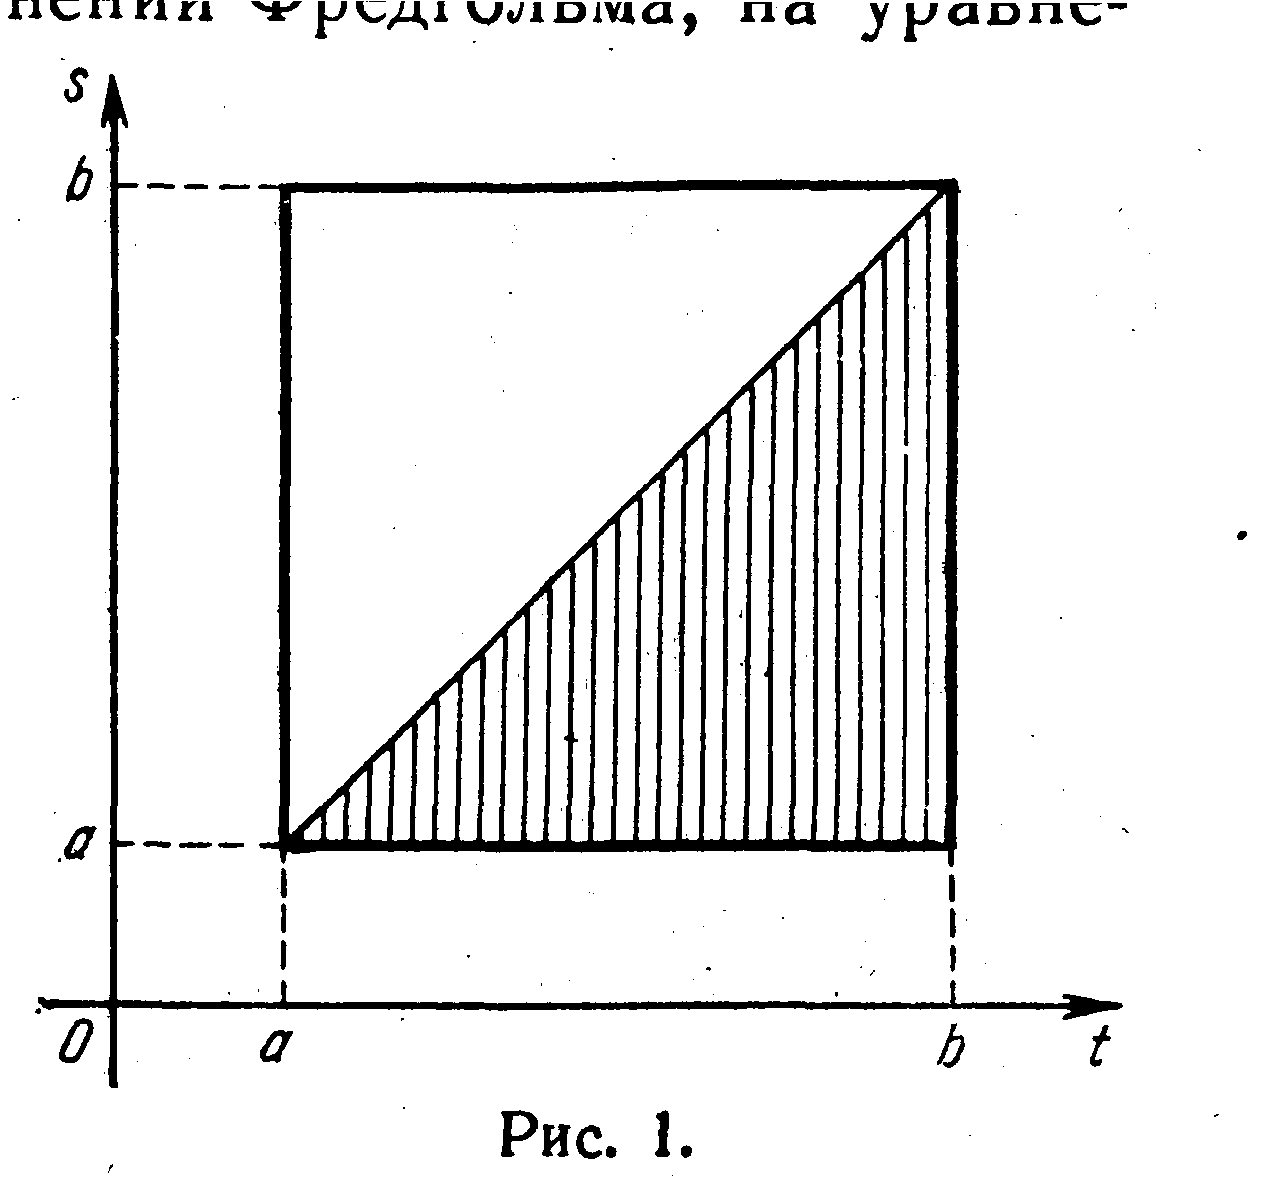 нений Фредгольма, на уравне-
s
b
a
0 a b t
Рис. 1.